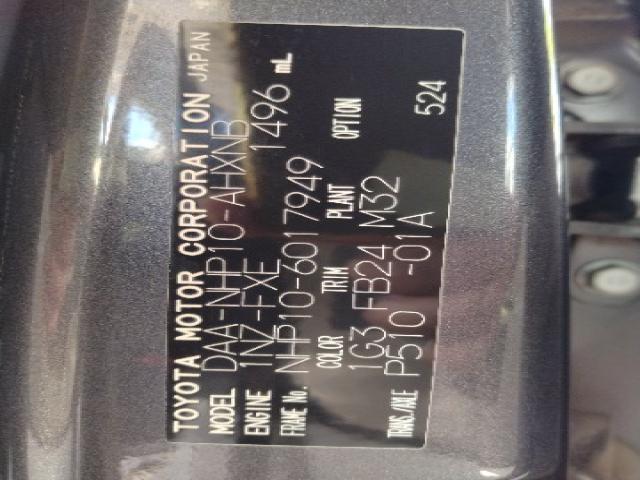 TOYOTA MOTOR CORPORATION JAPAN
MODEL DAA-NHP10-AHXNB
ENGINE 1NZ-FXE 1496 mL
FRAME No. NHP10-6017949
COLOR TRIM PLANT OPTION
1G3 FB24 M32
TRANS./AXLE P510 -01A 524